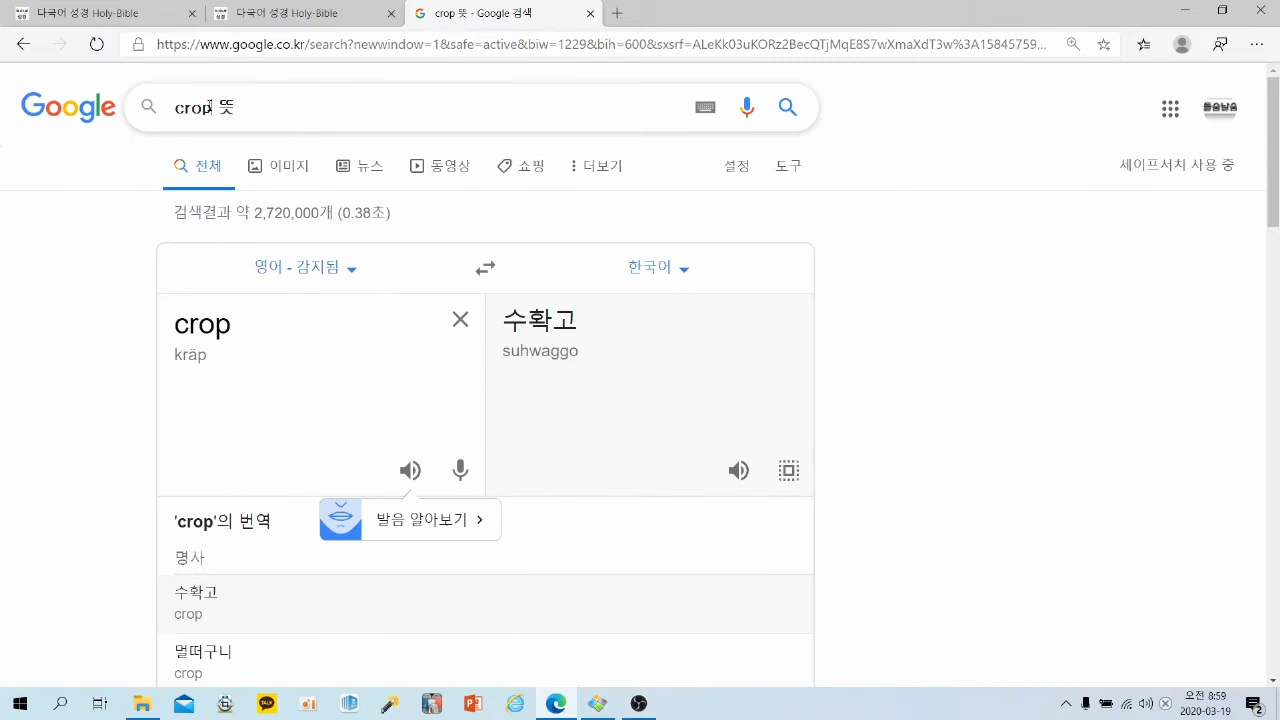 다국어 성경 Holy-Bible
다국어 성경 Holy-Bible
crop 뜻 - Google 검색
https://www.google.co.kr/search?newwindow=1&safe=active&biw=1229&bih=600&sxsrf=ALeKk03uKORz2BecQTjMqE8S7wXmaXdT3w%3A15845759...
Google
crop 뜻
들숨날숨
전체 이미지 뉴스 동영상 쇼핑 더보기 설정 도구
세이프서치 사용 중
검색결과 약 2,720,000개 (0.38초)
영어 - 감지됨 한국어
crop
kräp
수확고
suhwaggo
'crop'의 번역
발음 알아보기
명사
수확고
crop
멀떠구니
crop
TALK
오전 8:59
2020-03-19
2